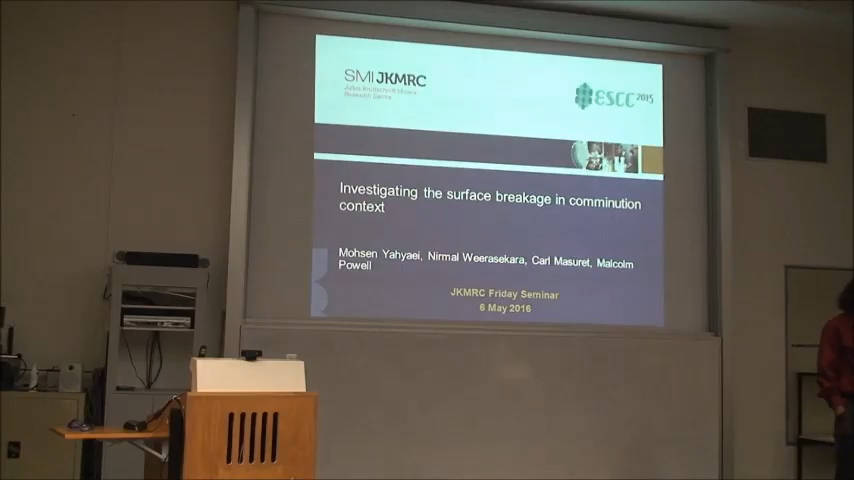 SMI JKMRC
Julius Kruttschnitt Mineral
Research Centre
ESCC 2015
Investigating the surface breakage in comminution
context
Mohsen Yahyaei, Nirmal Weerasekara, Carl Masuret, Malcolm
Powell
JKMRC Friday Seminar
6 May 2016